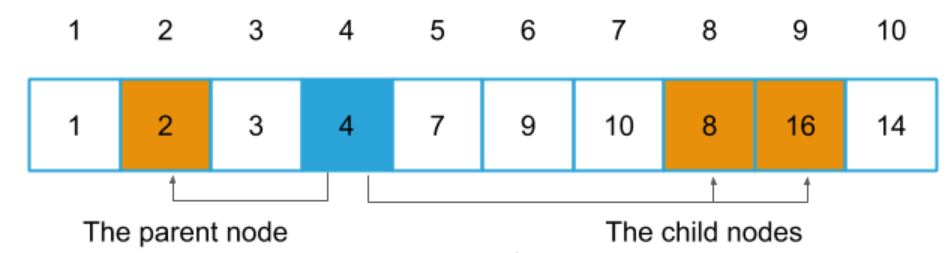 1 2 3 4 5 6 7 8 9 10
1 2 3 4 7 9 10 8 16 14
The parent node The child nodes